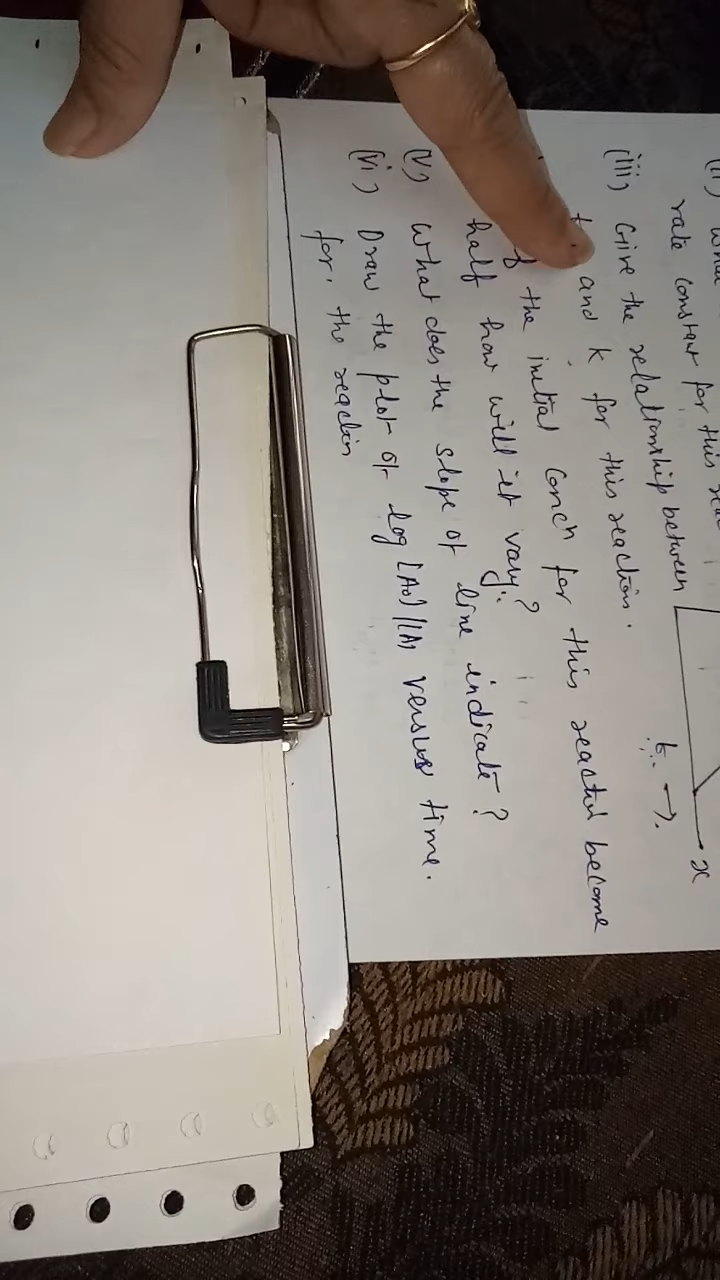 rate constant for this
(iii) Give the relationship between
and k for this reaction.
the initial conc n for this reaction become
half how will it vary?
(V) What does the slope of line indicate?
(Vi) Draw the plot of log [A0]/[A] versus time.
for, the reaction
t →
x